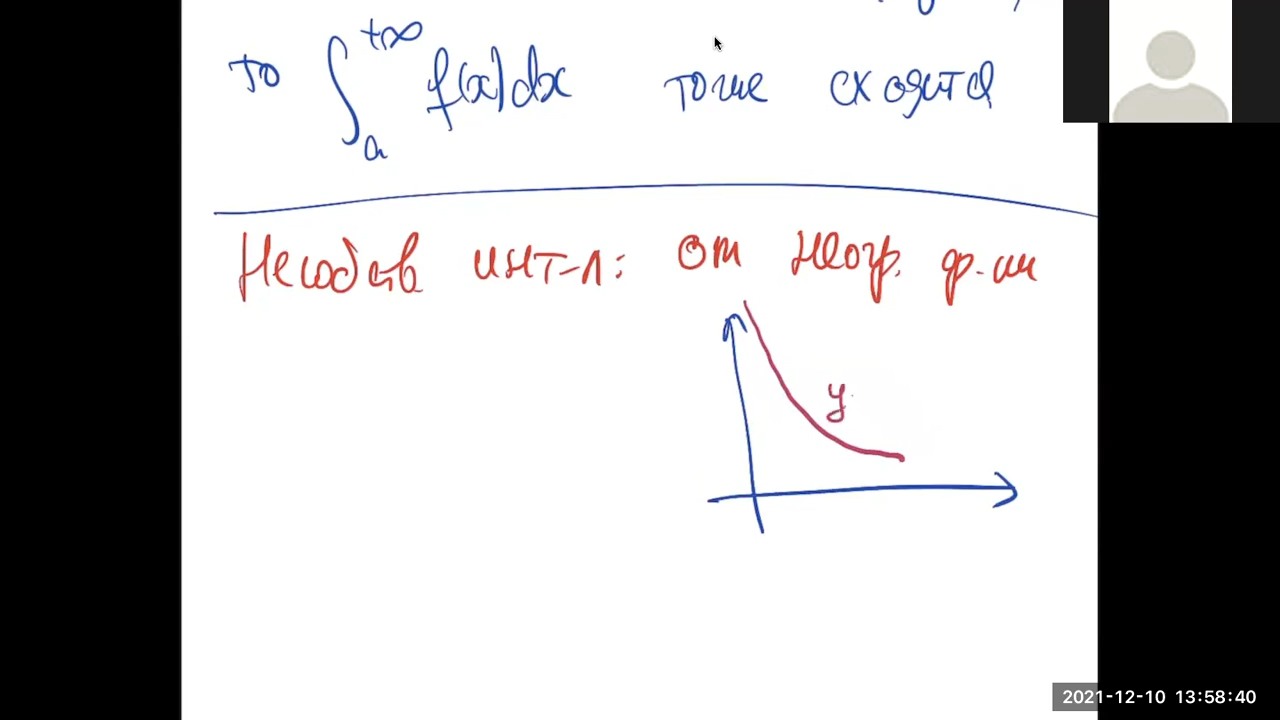 то ∫ₐ^{+∞} f(x)dx тоже сходится
Несобств инт-л: от неогр. ф-ии
y
2021-12-10 13:58:40